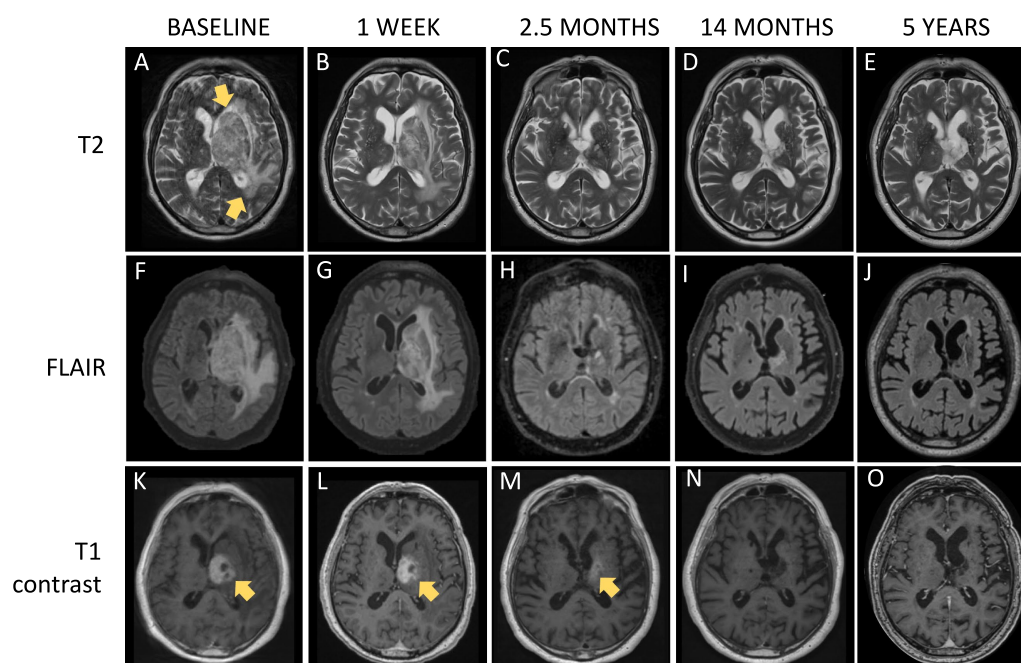 BASELINE 1 WEEK 2.5 MONTHS 14 MONTHS 5 YEARS
A B C D E
T2
F G H I J
FLAIR
K L M N O
T1
contrast